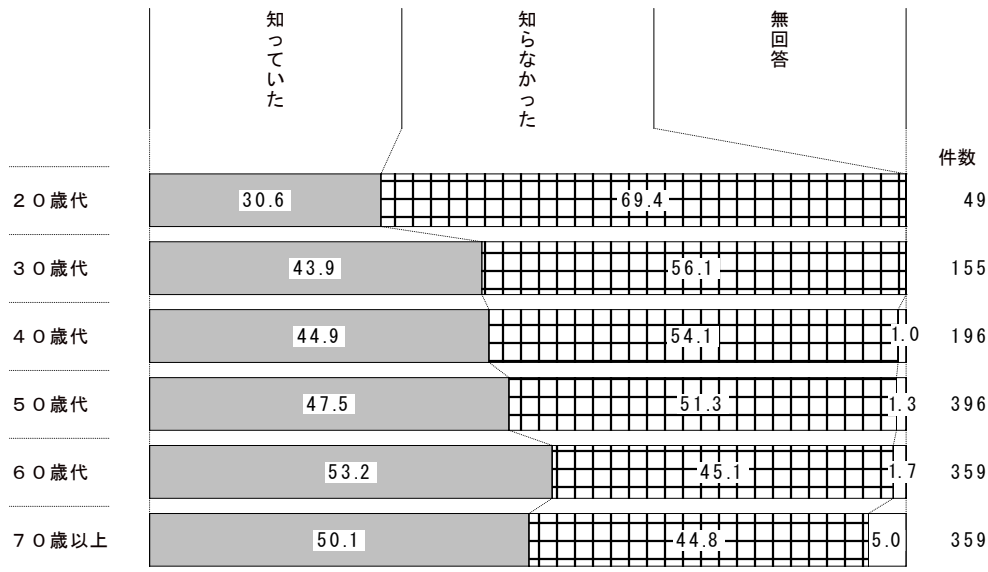 知っていた
知らなかった
無回答
件数
２０歳代 30.6 69.4 49
３０歳代 43.9 56.1 155
４０歳代 44.9 54.1 1.0 196
５０歳代 47.5 51.3 1.3 396
６０歳代 53.2 45.1 1.7 359
７０歳以上 50.1 44.8 5.0 359